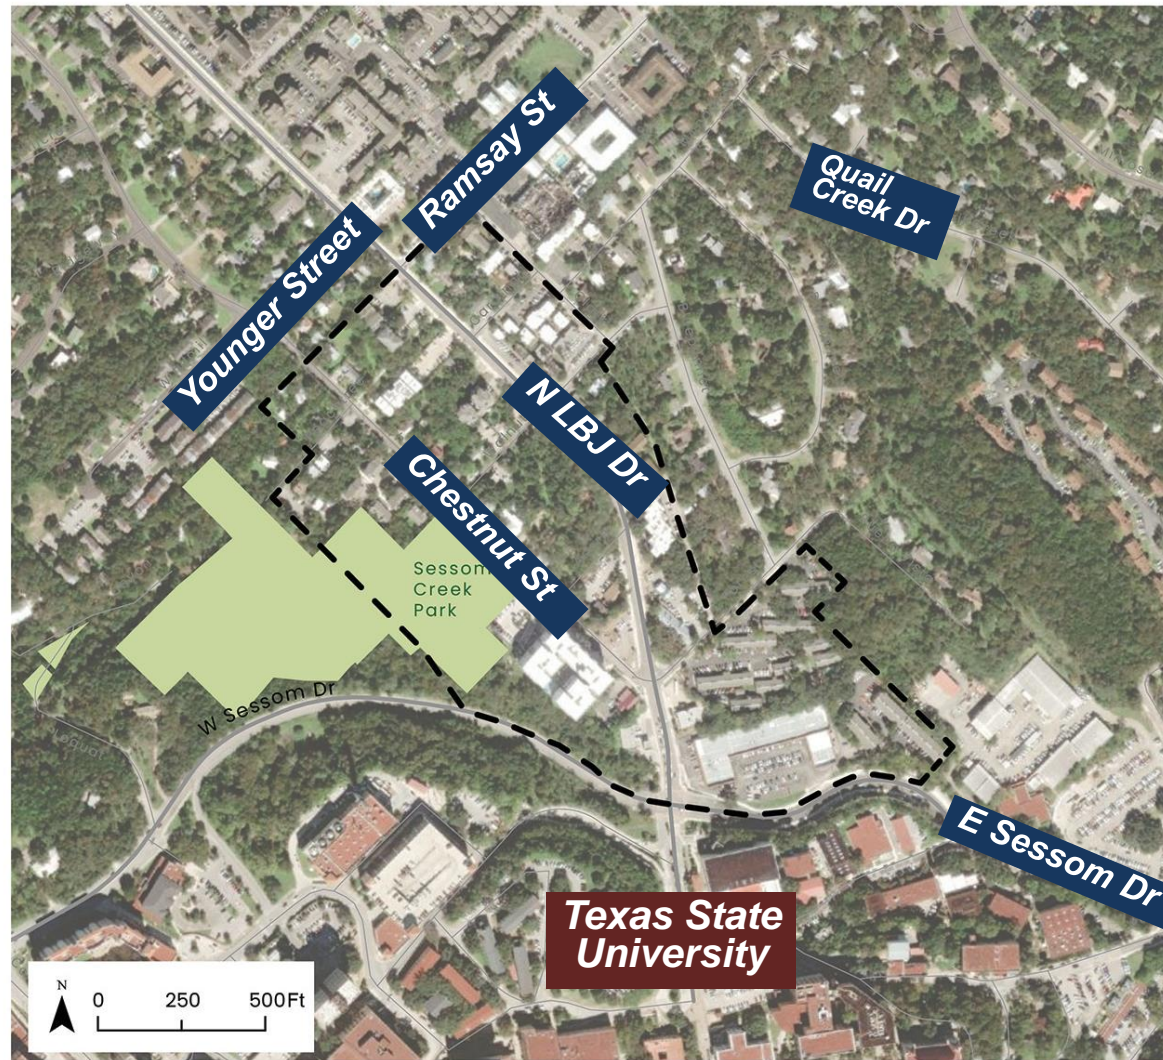 Ramsay St
Quail
Creek Dr
Younger Street
N LBJ Dr
Chestnut St
Sessom
Creek
Park
W Sessom Dr
E Sessom Dr
Texas State
University
N
0 250 500Ft